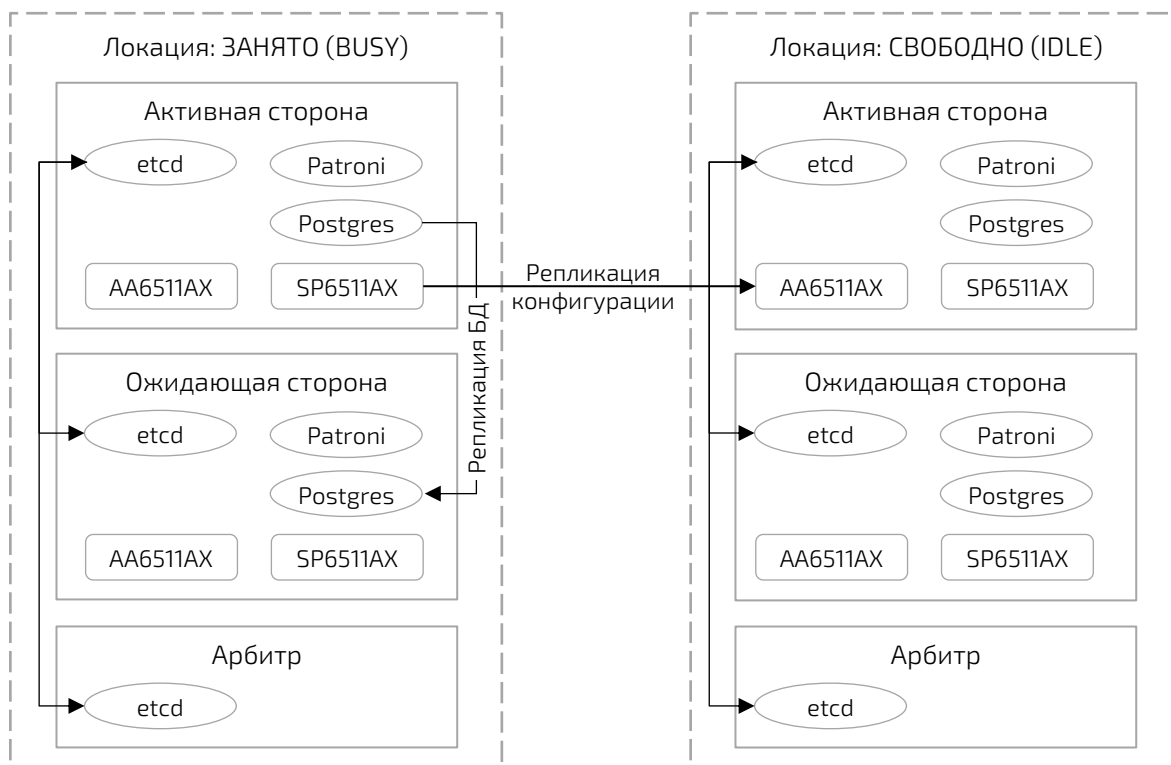 Локация: ЗАНЯТО (BUSY)
Активная сторона
etcd
Patroni
Postgres
AA6511AX
SP6511AX
Ожидающая сторона
etcd
Patroni
Postgres
AA6511AX
SP6511AX
Арбитр
etcd
Репликация БД
Репликация
конфигурации
Локация: СВОБОДНО (IDLE)
Активная сторона
etcd
Patroni
Postgres
AA6511AX
SP6511AX
Ожидающая сторона
etcd
Patroni
Postgres
AA6511AX
SP6511AX
Арбитр
etcd